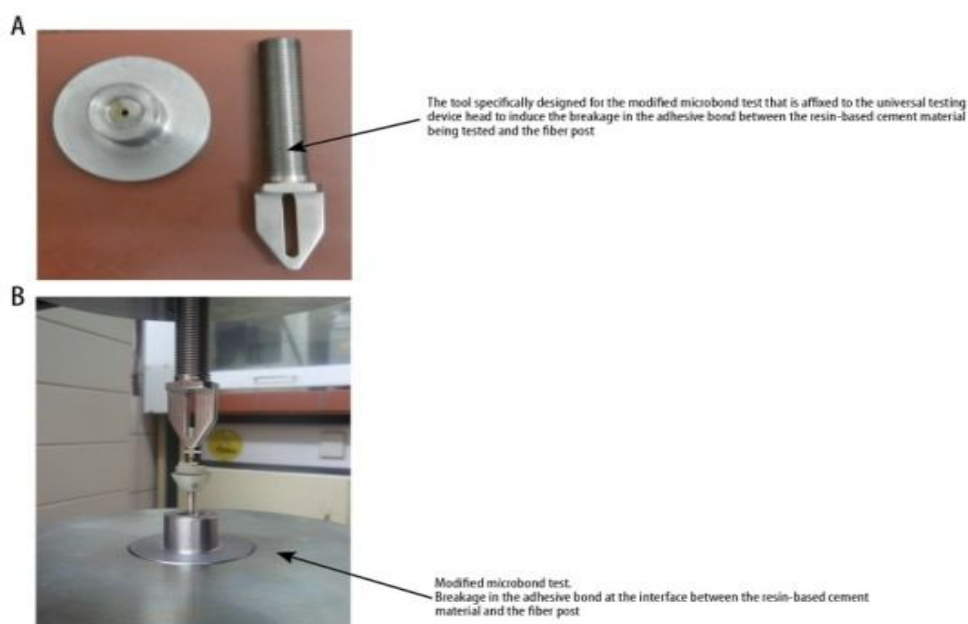 A
The tool specifically designed for the modified microbond test that is affixed to the universal testing
device head to induce the breakage in the adhesive bond between the resin-based cement material
being tested and the fiber post
B
Modified microbond test.
Breakage in the adhesive bond at the interface between the resin-based cement
material and the fiber post